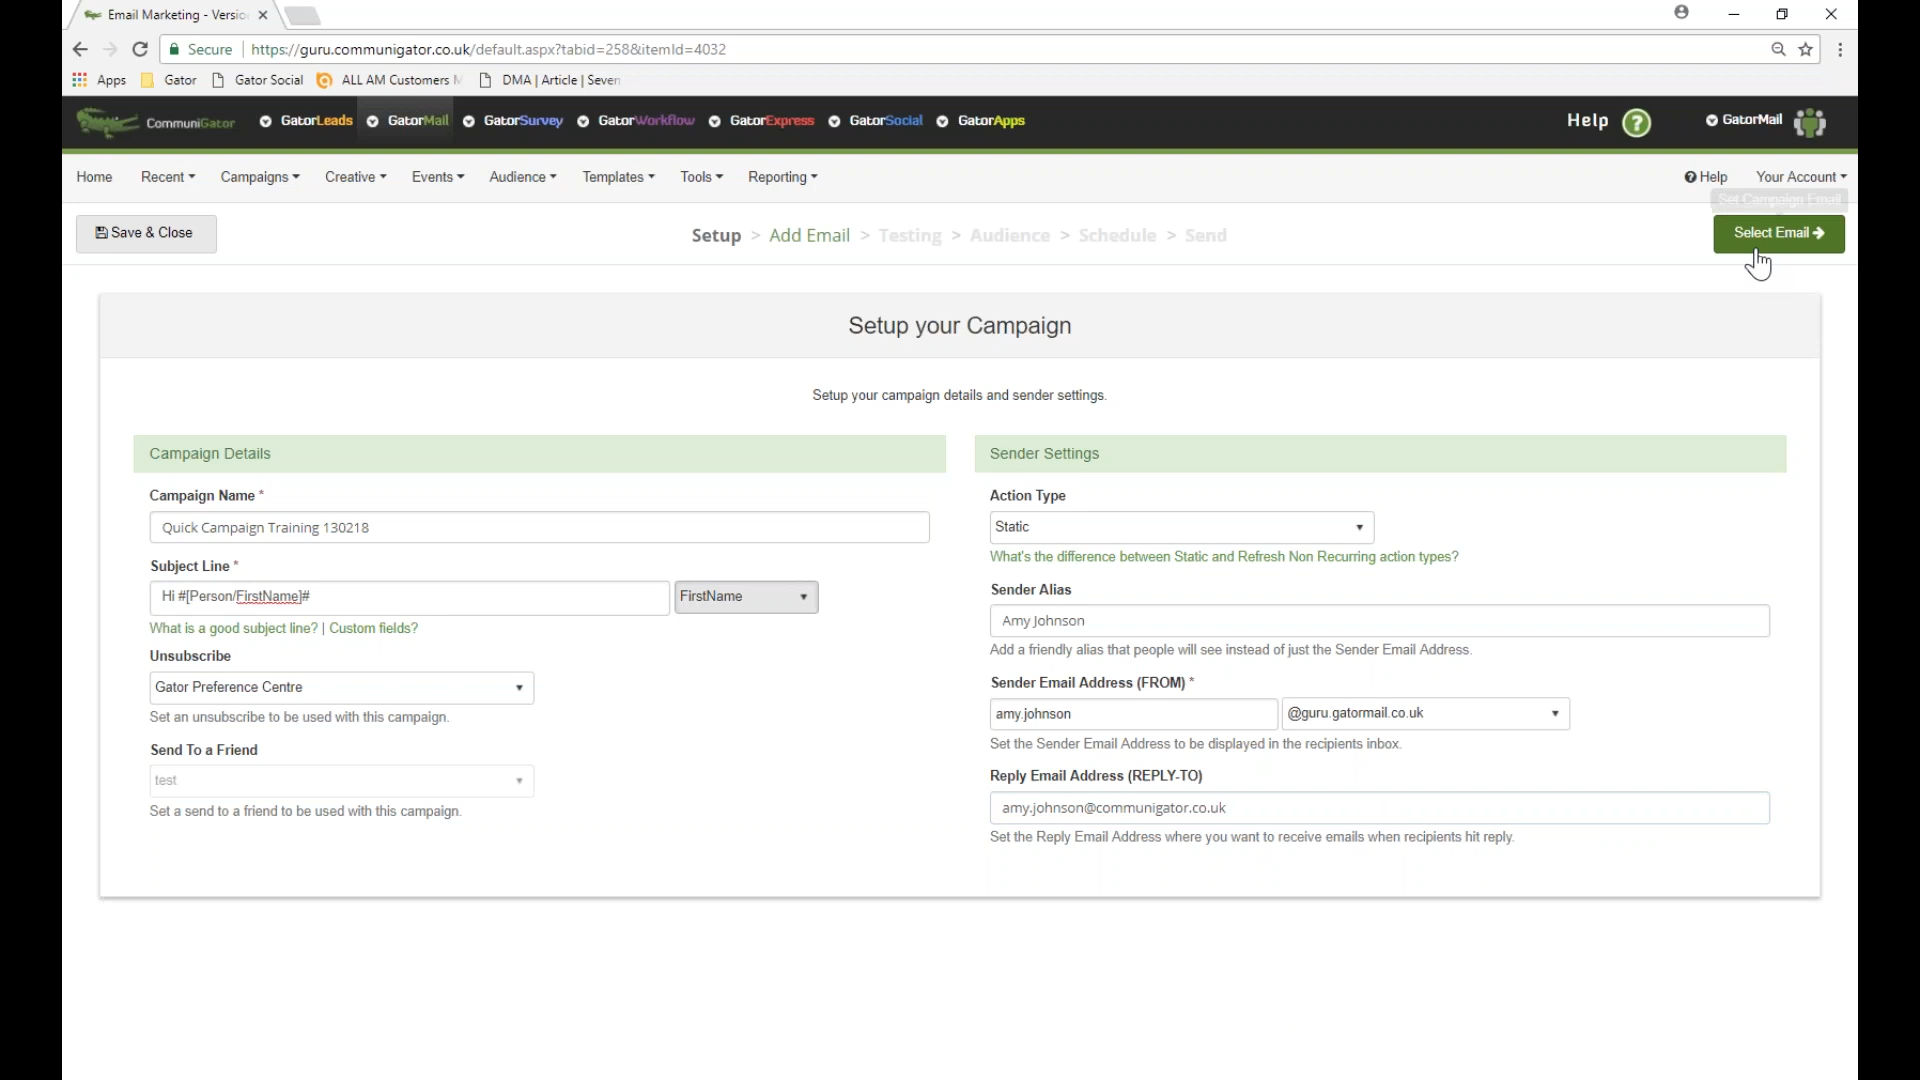 Email Marketing - Versio
Secure https://guru.communigator.co.uk/default.aspx?tabid=258&itemId=4032
Apps Gator Gator Social ALL AM Customers M DMA | Article | Seven
CommuniGator GatorLeads GatorMail GatorSurvey GatorWorkflow GatorExpress GatorSocial GatorApps Help ? GatorMail
Home Recent Campaigns Creative Events Audience Templates Tools Reporting Help Your Account
Set Campaign Email
Save & Close Setup > Add Email > Testing > Audience > Schedule > Send Select Email
Setup your Campaign
Setup your campaign details and sender settings.
Campaign Details
Campaign Name *
Quick Campaign Training 130218
Subject Line *
Hi #[Person/FirstName]# FirstName
What is a good subject line? | Custom fields?
Unsubscribe
Gator Preference Centre
Set an unsubscribe to be used with this campaign.
Send To a Friend
test
Set a send to a friend to be used with this campaign.
Sender Settings
Action Type
Static
What's the difference between Static and Refresh Non Recurring action types?
Sender Alias
Amy Johnson
Add a friendly alias that people will see instead of just the Sender Email Address.
Sender Email Address (FROM) *
amy.johnson @guru.gatormail.co.uk
Set the Sender Email Address to be displayed in the recipients inbox.
Reply Email Address (REPLY-TO)
amy.johnson@communigator.co.uk
Set the Reply Email Address where you want to receive emails when recipients hit reply.